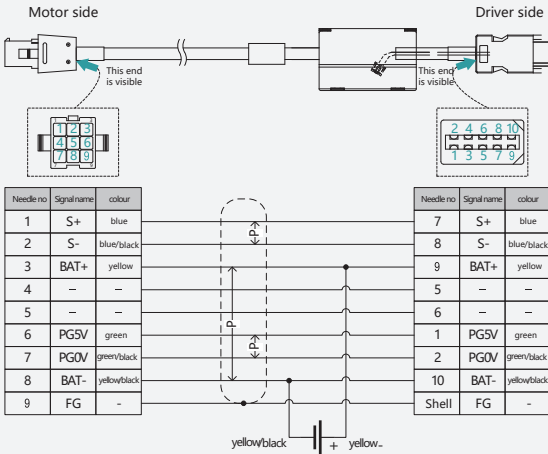 Motor side
Driver side
This end
is visible
This end
is visible
1 2 3
4 5 6
7 8 9
2 4 6 8 10
1 3 5 7 9
Needle no Signal name colour
1 S+ blue
2 S- blue/black
3 BAT+ yellow
4 – –
5 – –
6 PG5V green
7 PG0V green/black
8 BAT- yellow/black
9 FG -
P
P
P
Needle no Signal name colour
7 S+ blue
8 S- blue/black
9 BAT+ yellow
5 – –
6 – –
1 PG5V green
2 PG0V green/black
10 BAT- yellow/black
Shell FG -
yellow/black + yellow-